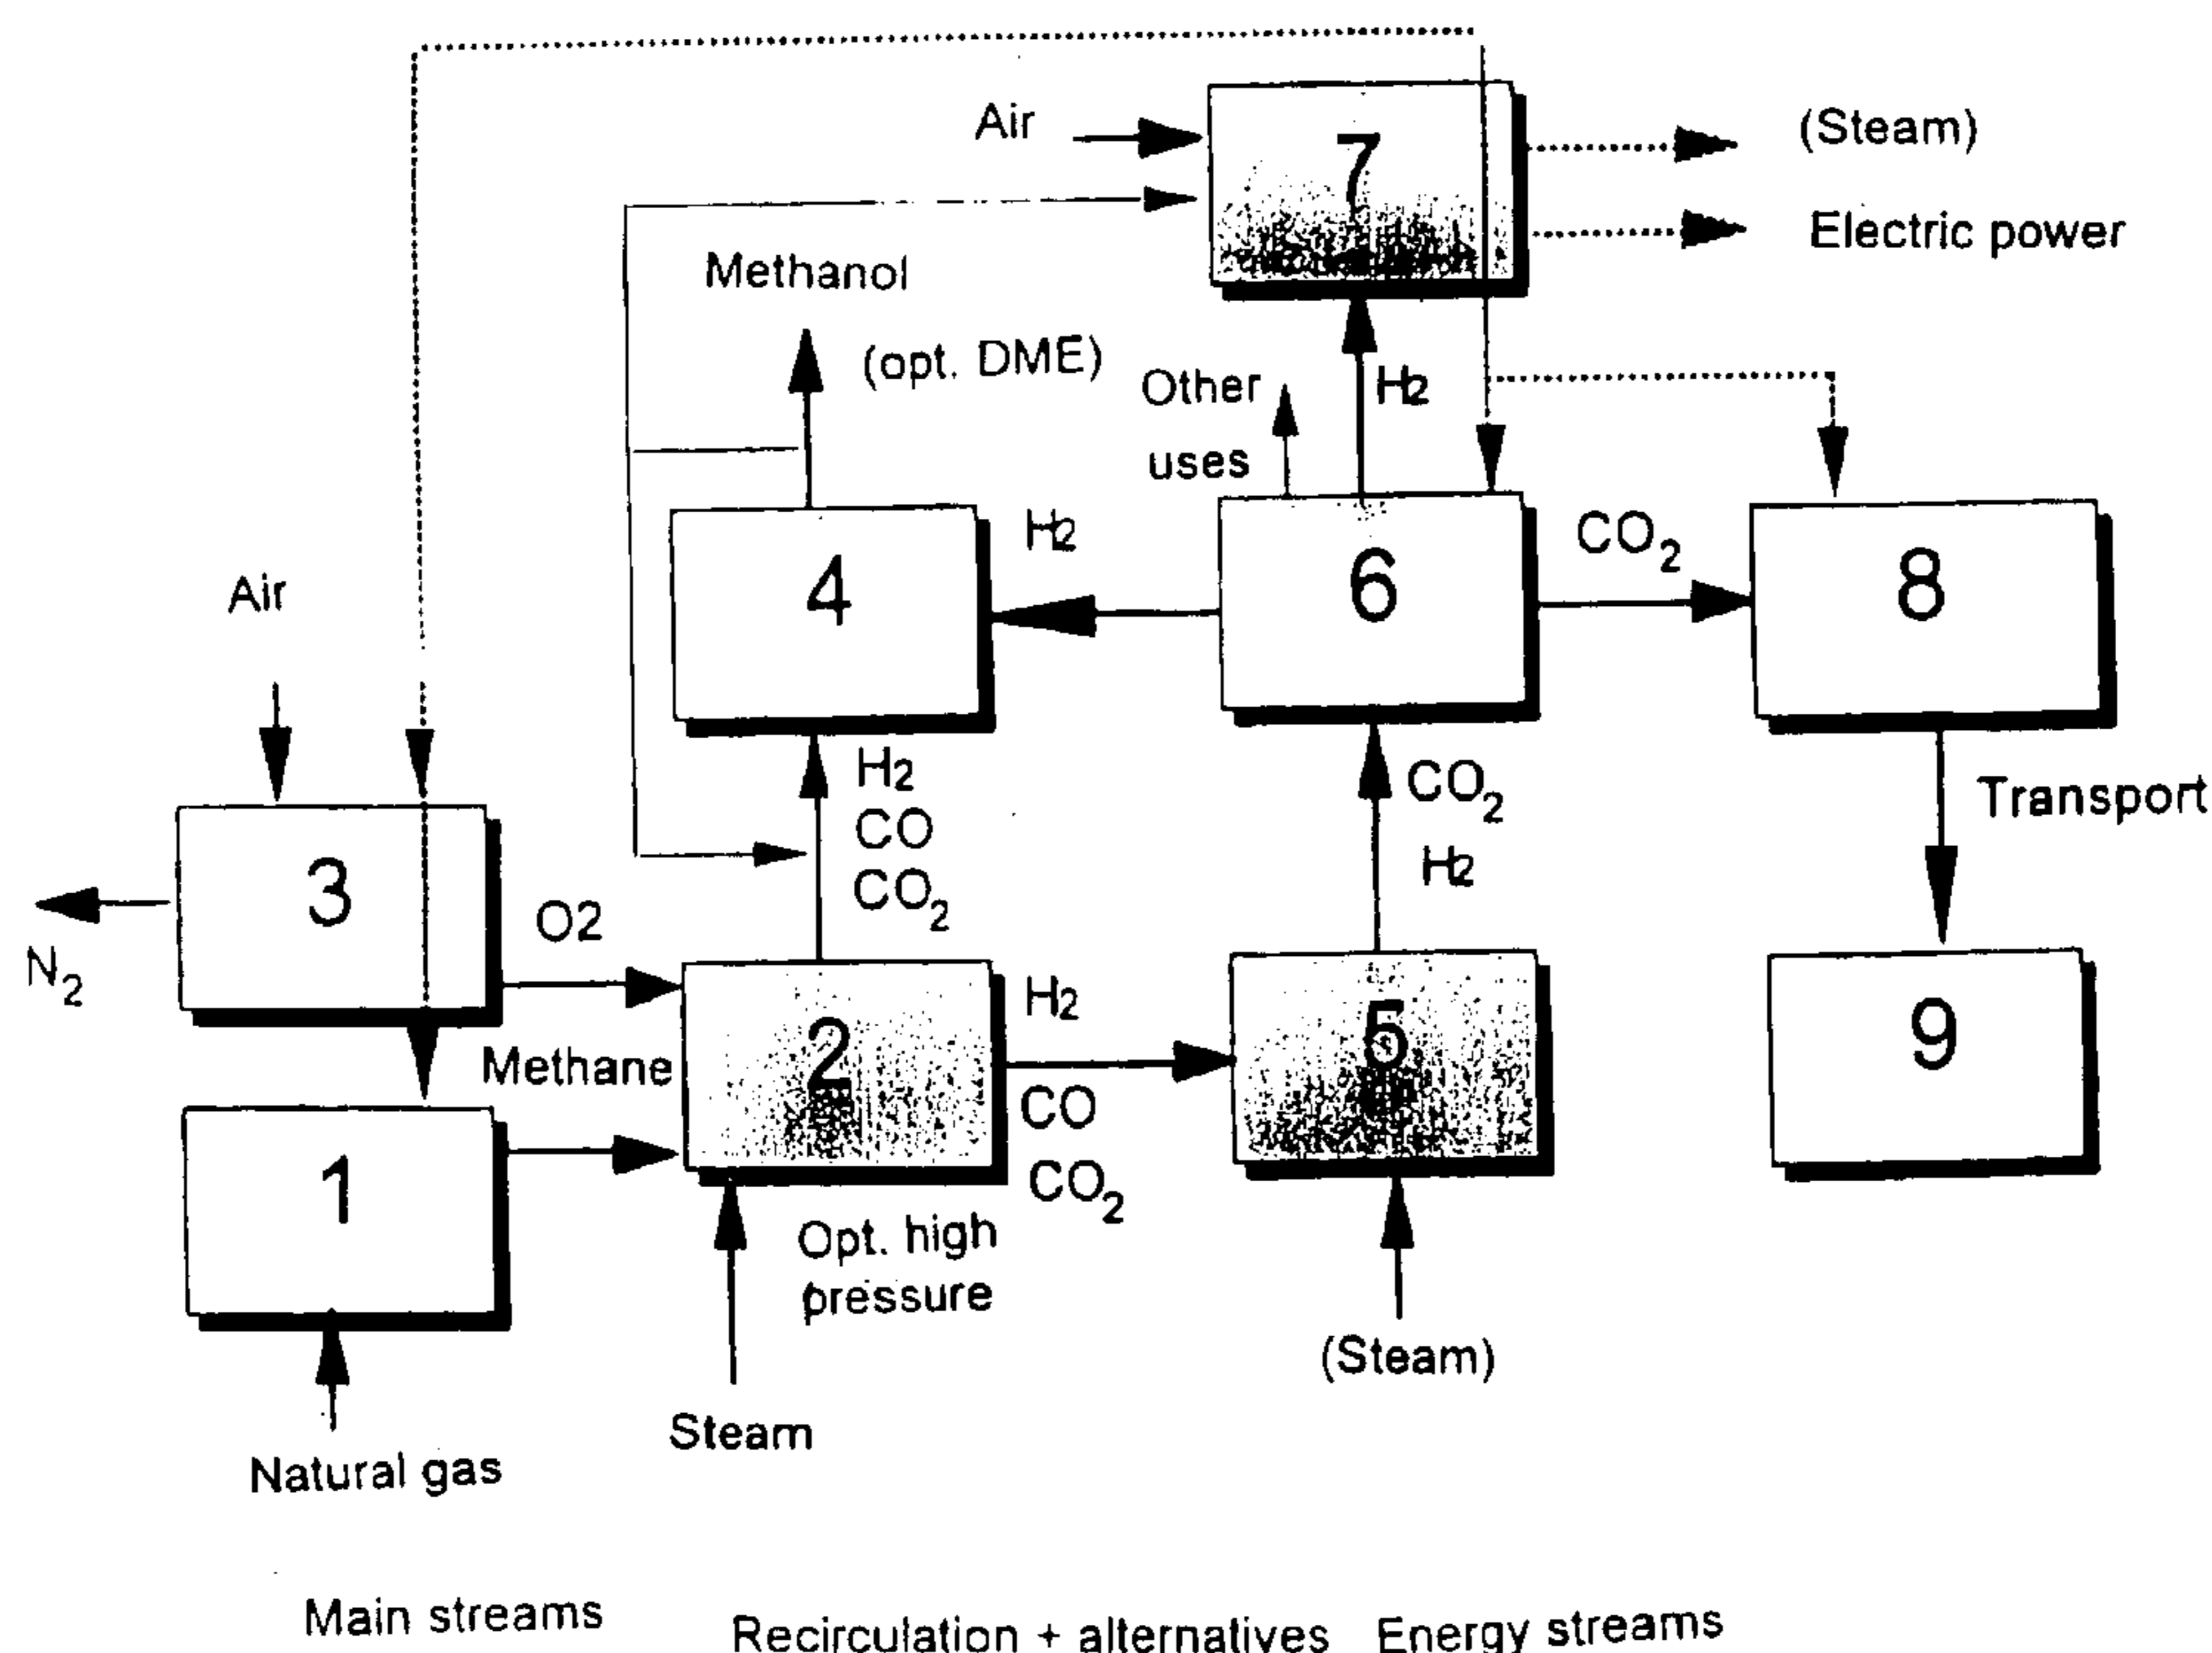 Air
7
(Steam)
Electric power
Methanol
(opt. DME)
Other
uses
H2
Air
4
H2
6
CO2
8
3
H2
CO
CO2
CO2
H2
Transport
N2
O2
Methane
2
H2
CO
CO2
5
9
1
Opt. high
pressure
(Steam)
Steam
Natural gas
Main streams
Recirculation + alternatives
Energy streams